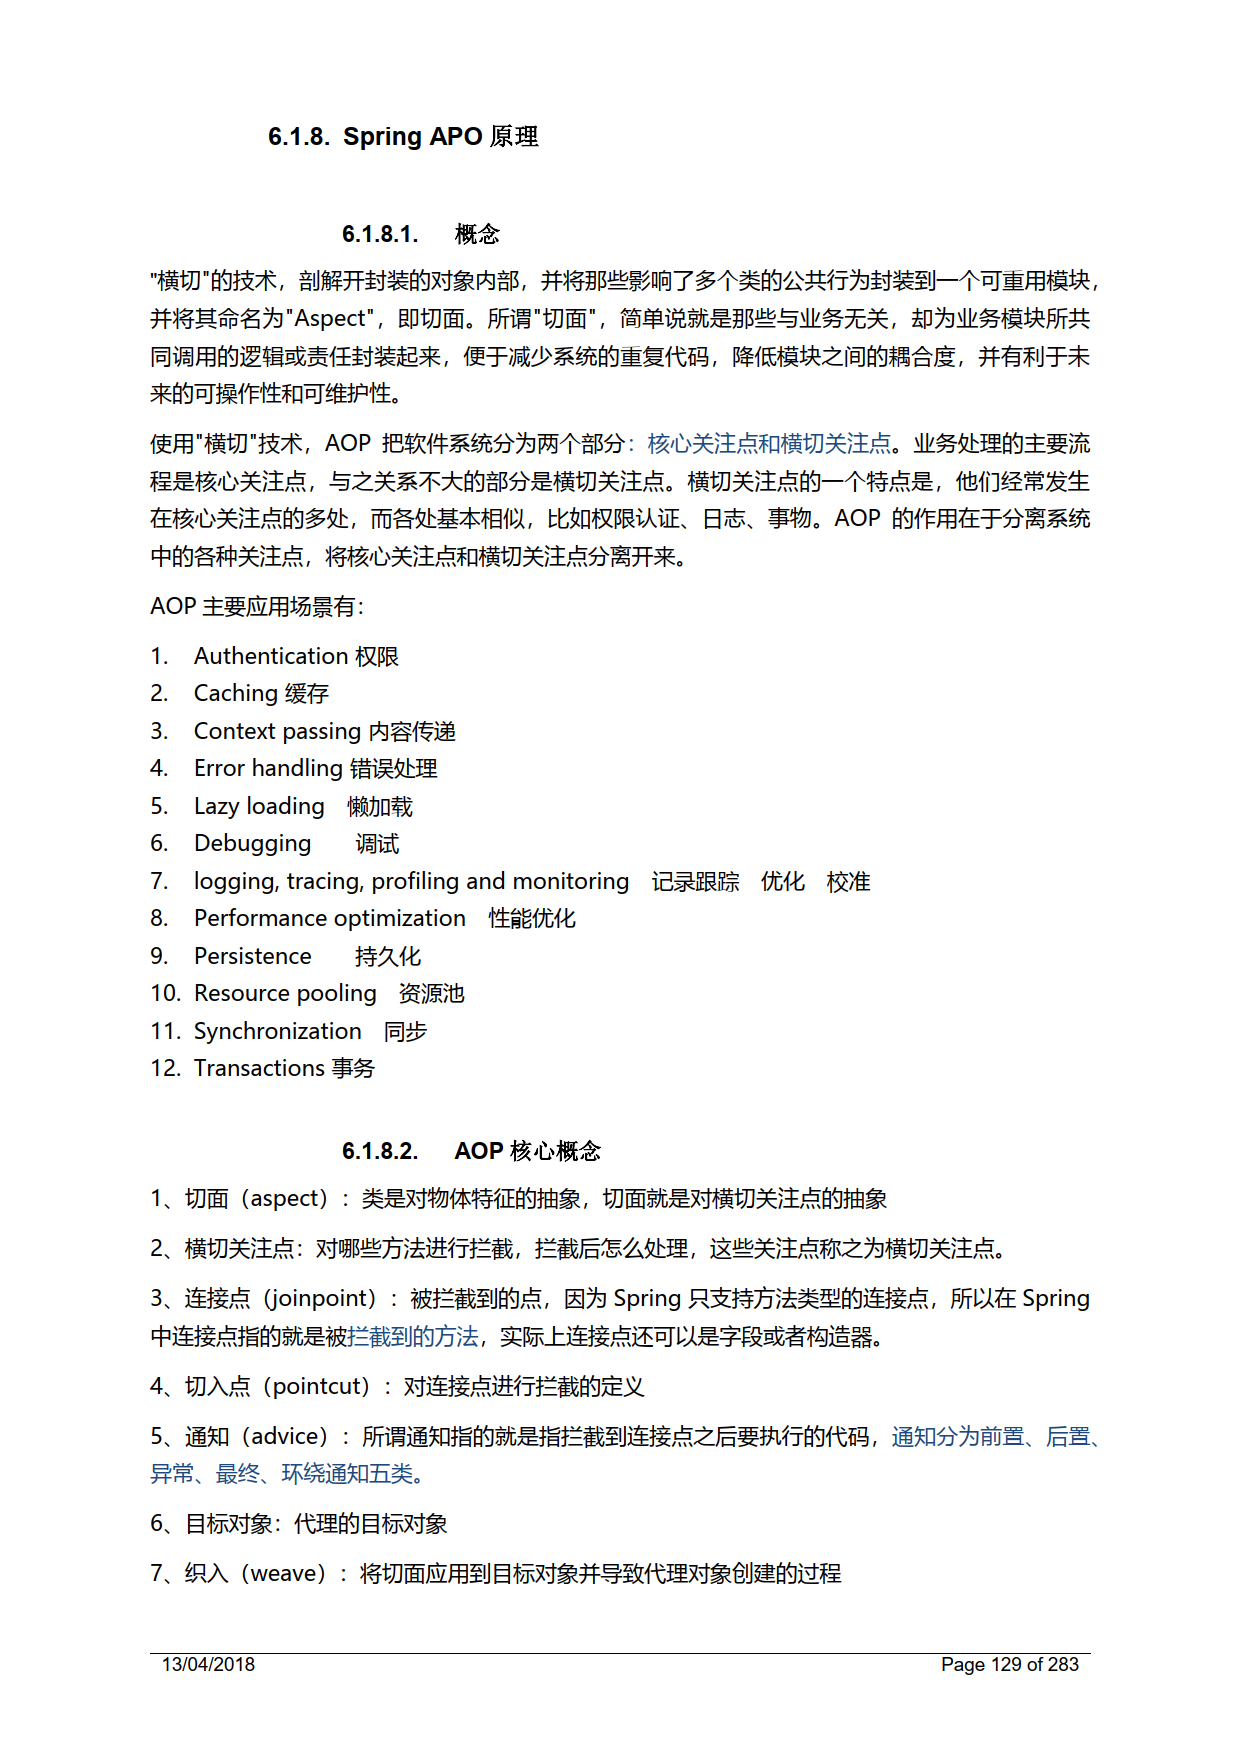 6.1.8. Spring APO 原理
6.1.8.1. 概念
"横切"的技术，剖解开封装的对象内部，并将那些影响了多个类的公共行为封装到一个可重用模块，
并将其命名为"Aspect"，即切面。所谓"切面"，简单说就是那些与业务无关，却为业务模块所共
同调用的逻辑或责任封装起来，便于减少系统的重复代码，降低模块之间的耦合度，并有利于未
来的可操作性和可维护性。
使用"横切"技术，AOP 把软件系统分为两个部分：核心关注点和横切关注点。业务处理的主要流
程是核心关注点，与之关系不大的部分是横切关注点。横切关注点的一个特点是，他们经常发生
在核心关注点的多处，而各处基本相似，比如权限认证、日志、事物。AOP 的作用在于分离系统
中的各种关注点，将核心关注点和横切关注点分离开来。
AOP 主要应用场景有：
1. Authentication 权限
2. Caching 缓存
3. Context passing 内容传递
4. Error handling 错误处理
5. Lazy loading 懒加载
6. Debugging 调试
7. logging, tracing, profiling and monitoring 记录跟踪 优化 校准
8. Performance optimization 性能优化
9. Persistence 持久化
10. Resource pooling 资源池
11. Synchronization 同步
12. Transactions 事务
6.1.8.2. AOP 核心概念
1、切面（aspect）：类是对物体特征的抽象，切面就是对横切关注点的抽象
2、横切关注点：对哪些方法进行拦截，拦截后怎么处理，这些关注点称之为横切关注点。
3、连接点（joinpoint）：被拦截到的点，因为 Spring 只支持方法类型的连接点，所以在 Spring
中连接点指的就是被拦截到的方法，实际上连接点还可以是字段或者构造器。
4、切入点（pointcut）：对连接点进行拦截的定义
5、通知（advice）：所谓通知指的就是指拦截到连接点之后要执行的代码，通知分为前置、后置、
异常、最终、环绕通知五类。
6、目标对象：代理的目标对象
7、织入（weave）：将切面应用到目标对象并导致代理对象创建的过程
13/04/2018 Page 129 of 283